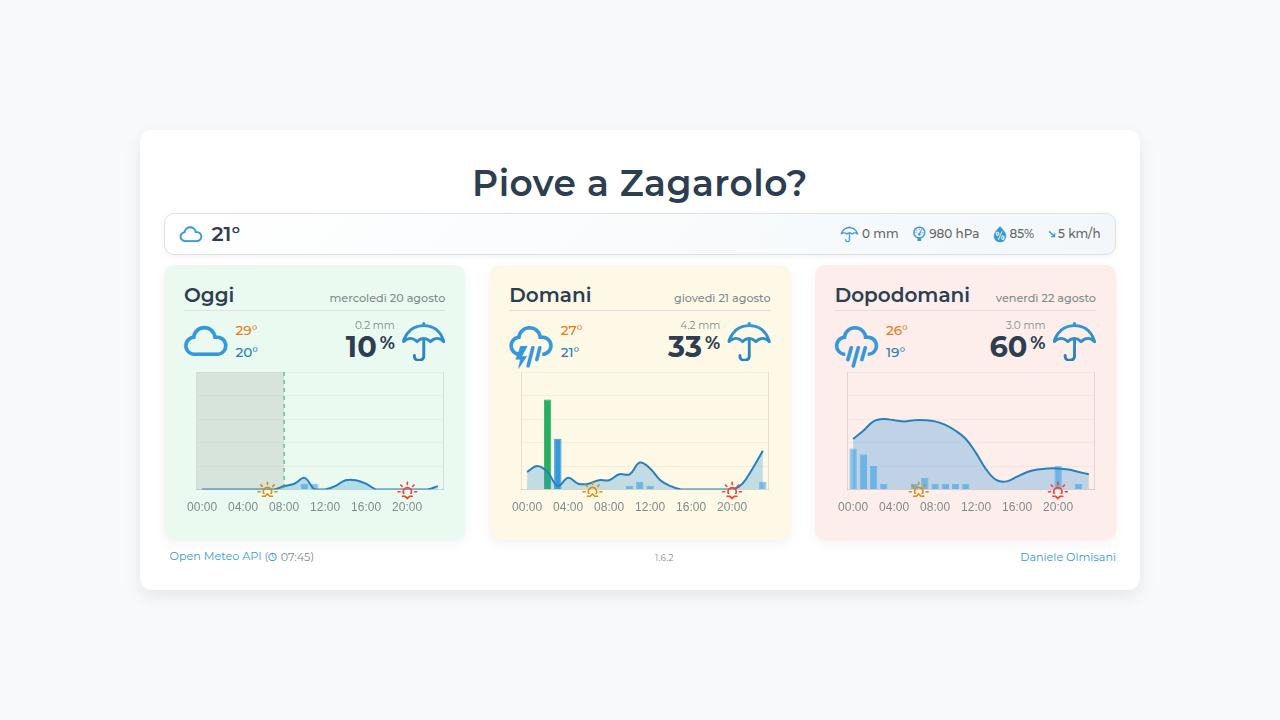 Piove a Zagarolo?
21° 0 mm 980 hPa 85% 5 km/h
Oggi mercoledì 20 agosto
29° 0.2 mm
20° 10 %
00:00 04:00 08:00 12:00 16:00 20:00
Domani giovedì 21 agosto
27° 4.2 mm
21° 33 %
00:00 04:00 08:00 12:00 16:00 20:00
Dopodomani venerdì 22 agosto
26° 3.0 mm
19° 60 %
00:00 04:00 08:00 12:00 16:00 20:00
Open Meteo API (07:45) 1.6.2 Daniele Olmisani